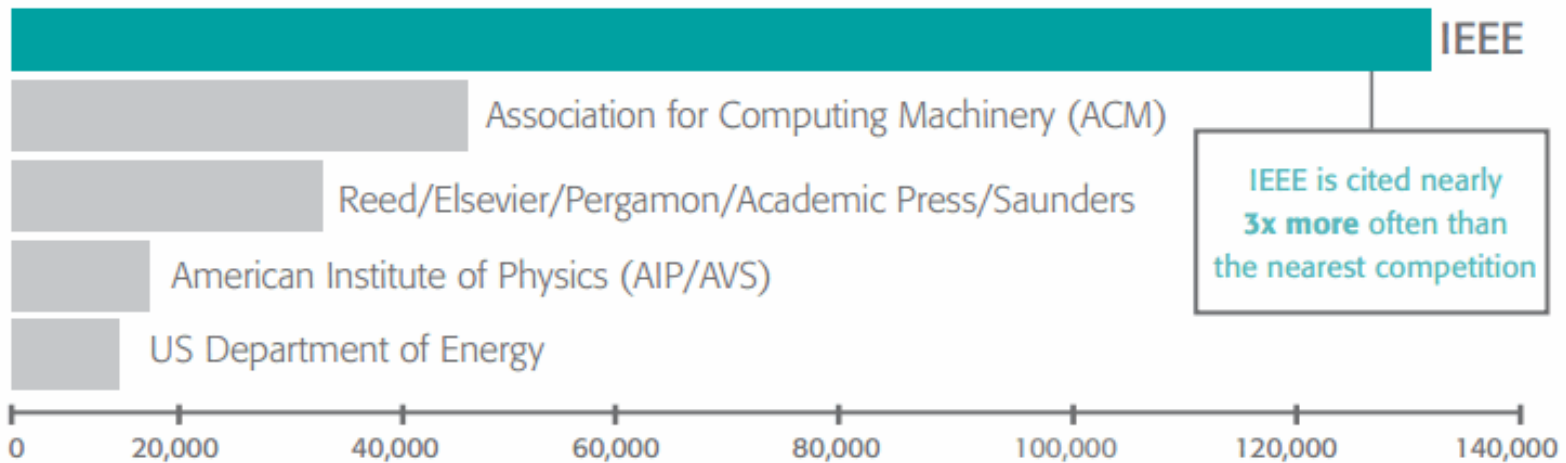 IEEE
Association for Computing Machinery (ACM)
Reed/Elsevier/Pergamon/Academic Press/Saunders
American Institute of Physics (AIP/AVS)
US Department of Energy
IEEE is cited nearly
3x more often than
the nearest competition
0 20,000 40,000 60,000 80,000 100,000 120,000 140,000